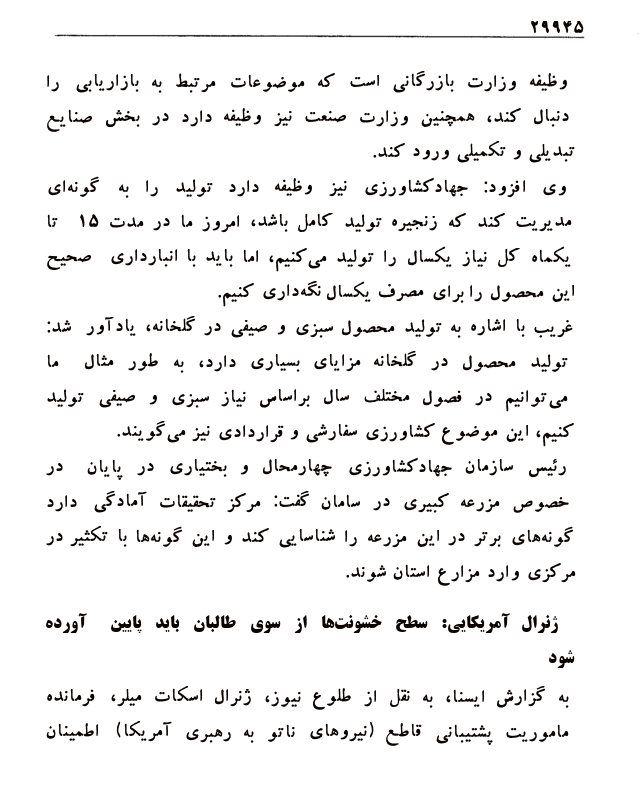 ۲۹۹۴۵
وظیفه وزارت بازرگانی است که موضوعات مرتبط به بازاریابی را
دنبال کند، همچنین وزارت صنعت نیز وظیفه دارد در بخش صنایع
تبدیلی و تکمیلی ورود کند.
وی افزود: جهادکشاورزی نیز وظیفه دارد تولید را به گونه‌ای
مدیریت کند که زنجیره تولید کامل باشد، امروز ما در مدت ۱۵ تا
یکماه کل نیاز یکسال را تولید می‌کنیم، اما باید با انبارداری صحیح
این محصول را برای مصرف یکسال نگه‌داری کنیم.
غریب با اشاره به تولید محصول سبزی و صیفی در گلخانه، یادآور شد:
تولید محصول در گلخانه مزایای بسیاری دارد، به طور مثال ما
می‌توانیم در فصول مختلف سال براساس نیاز سبزی و صیفی تولید
کنیم، این موضوع کشاورزی سفارشی و قراردادی نیز می‌گویند.
رئیس سازمان جهادکشاورزی چهارمحال و بختیاری در پایان در
خصوص مزرعه کبیری در سامان گفت: مرکز تحقیقات آمادگی دارد
گونه‌های برتر در این مزرعه را شناسایی کند و این گونه‌ها با تکثیر در
مرکزی وارد مزارع استان شوند.
ژنرال آمریکایی: سطح خشونت‌ها از سوی طالبان باید پایین آورده
شود
به گزارش ایسنا، به نقل از طلوع نیوز، ژنرال اسکات میلر، فرمانده
ماموریت پشتیبانی قاطع (نیروهای ناتو به رهبری آمریکا) اطمینان